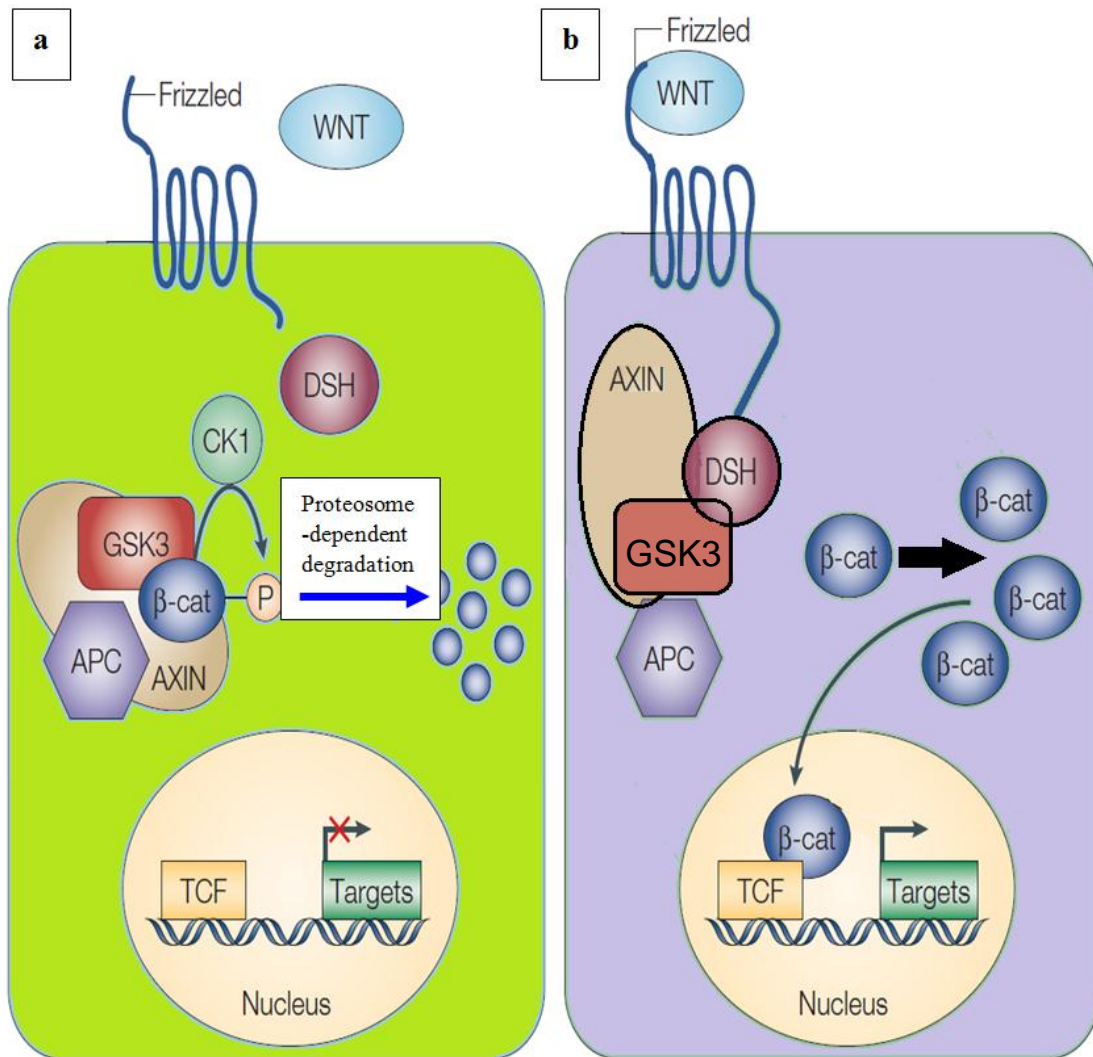 a
Frizzled
WNT
DSH
CK1
GSK3
β-cat
P
APC
AXIN
Proteosome
-dependent
degradation
TCF
Targets
Nucleus
b
Frizzled
WNT
AXIN
DSH
GSK3
APC
β-cat
β-cat
β-cat
β-cat
β-cat
TCF
Targets
Nucleus